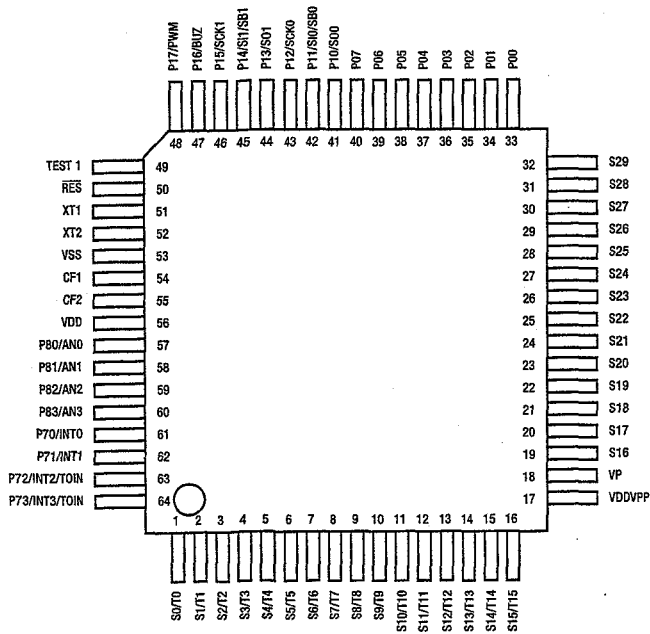 P17/PWM
P16/BUZ
P15/SCK1
P14/SI1/SB1
P13/SO1
P12/SCK0
P11/SI0/SB0
P10/SO0
P07
P06
P05
P04
P03
P02
P01
P00
48 47 46 45 44 43 42 41 40 39 38 37 36 35 34 33
TEST 1 49
RES 50
XT1 51
XT2 52
VSS 53
CF1 54
CF2 55
VDD 56
P80/AN0 57
P81/AN1 58
P82/AN2 59
P83/AN3 60
P70/INT0 61
P71/INT1 62
P72/INT2/TOIN 63
P73/INT3/TOIN 64
32 S29
31 S28
30 S27
29 S26
28 S25
27 S24
26 S23
25 S22
24 S21
23 S20
22 S19
21 S18
20 S17
19 S16
18 VP
17 VDDVPP
1 2 3 4 5 6 7 8 9 10 11 12 13 14 15 16
S0/T0
S1/T1
S2/T2
S3/T3
S4/T4
S5/T5
S6/T6
S7/T7
S8/T8
S9/T9
S10/T10
S11/T11
S12/T12
S13/T13
S14/T14
S15/T15